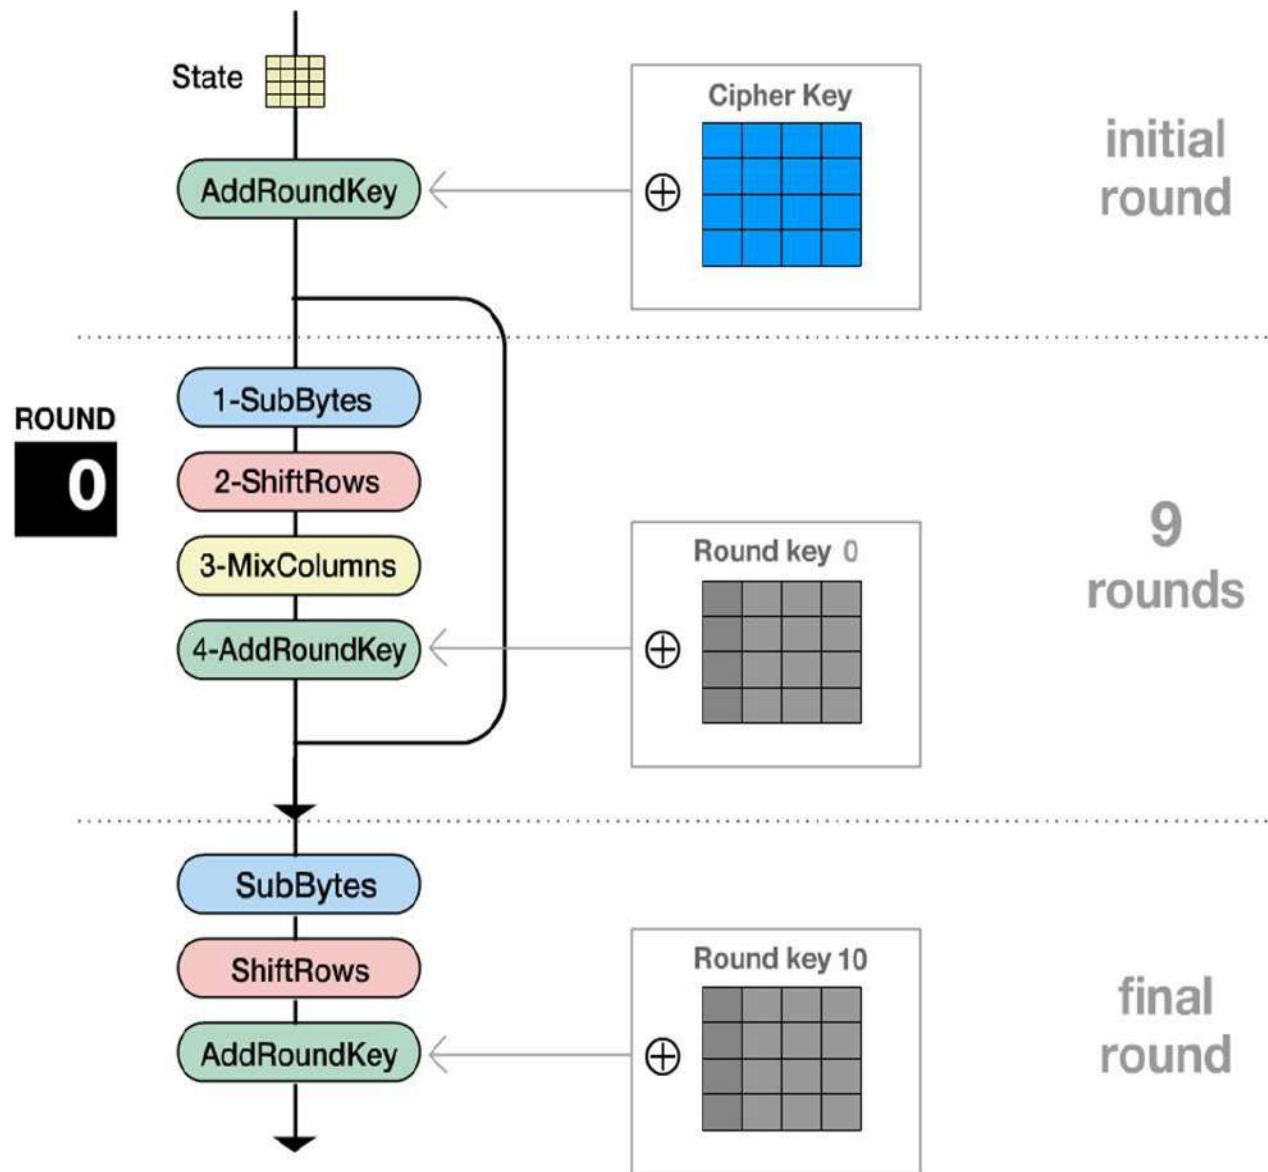 State
Cipher Key
initial
round
AddRoundKey
1-SubBytes
ROUND
0
2-ShiftRows
3-MixColumns
4-AddRoundKey
Round key 0
9
rounds
SubBytes
ShiftRows
AddRoundKey
Round key 10
final
round